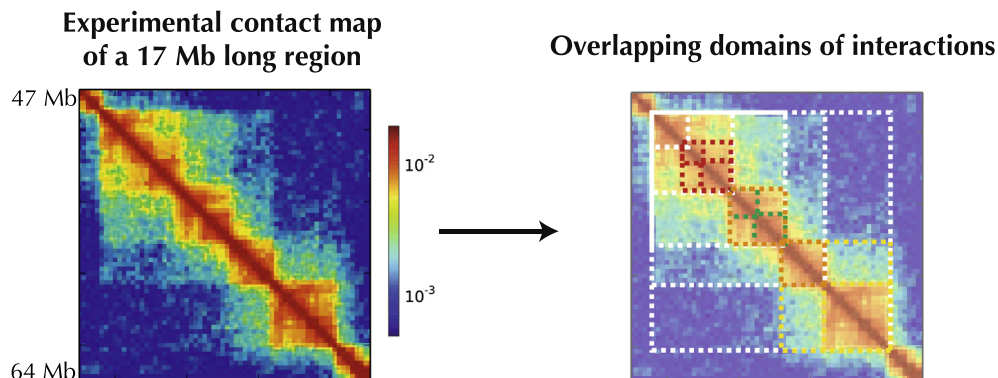 Experimental contact map
of a 17 Mb long region
Overlapping domains of interactions
47 Mb
10⁻²
10⁻³
64 Mb